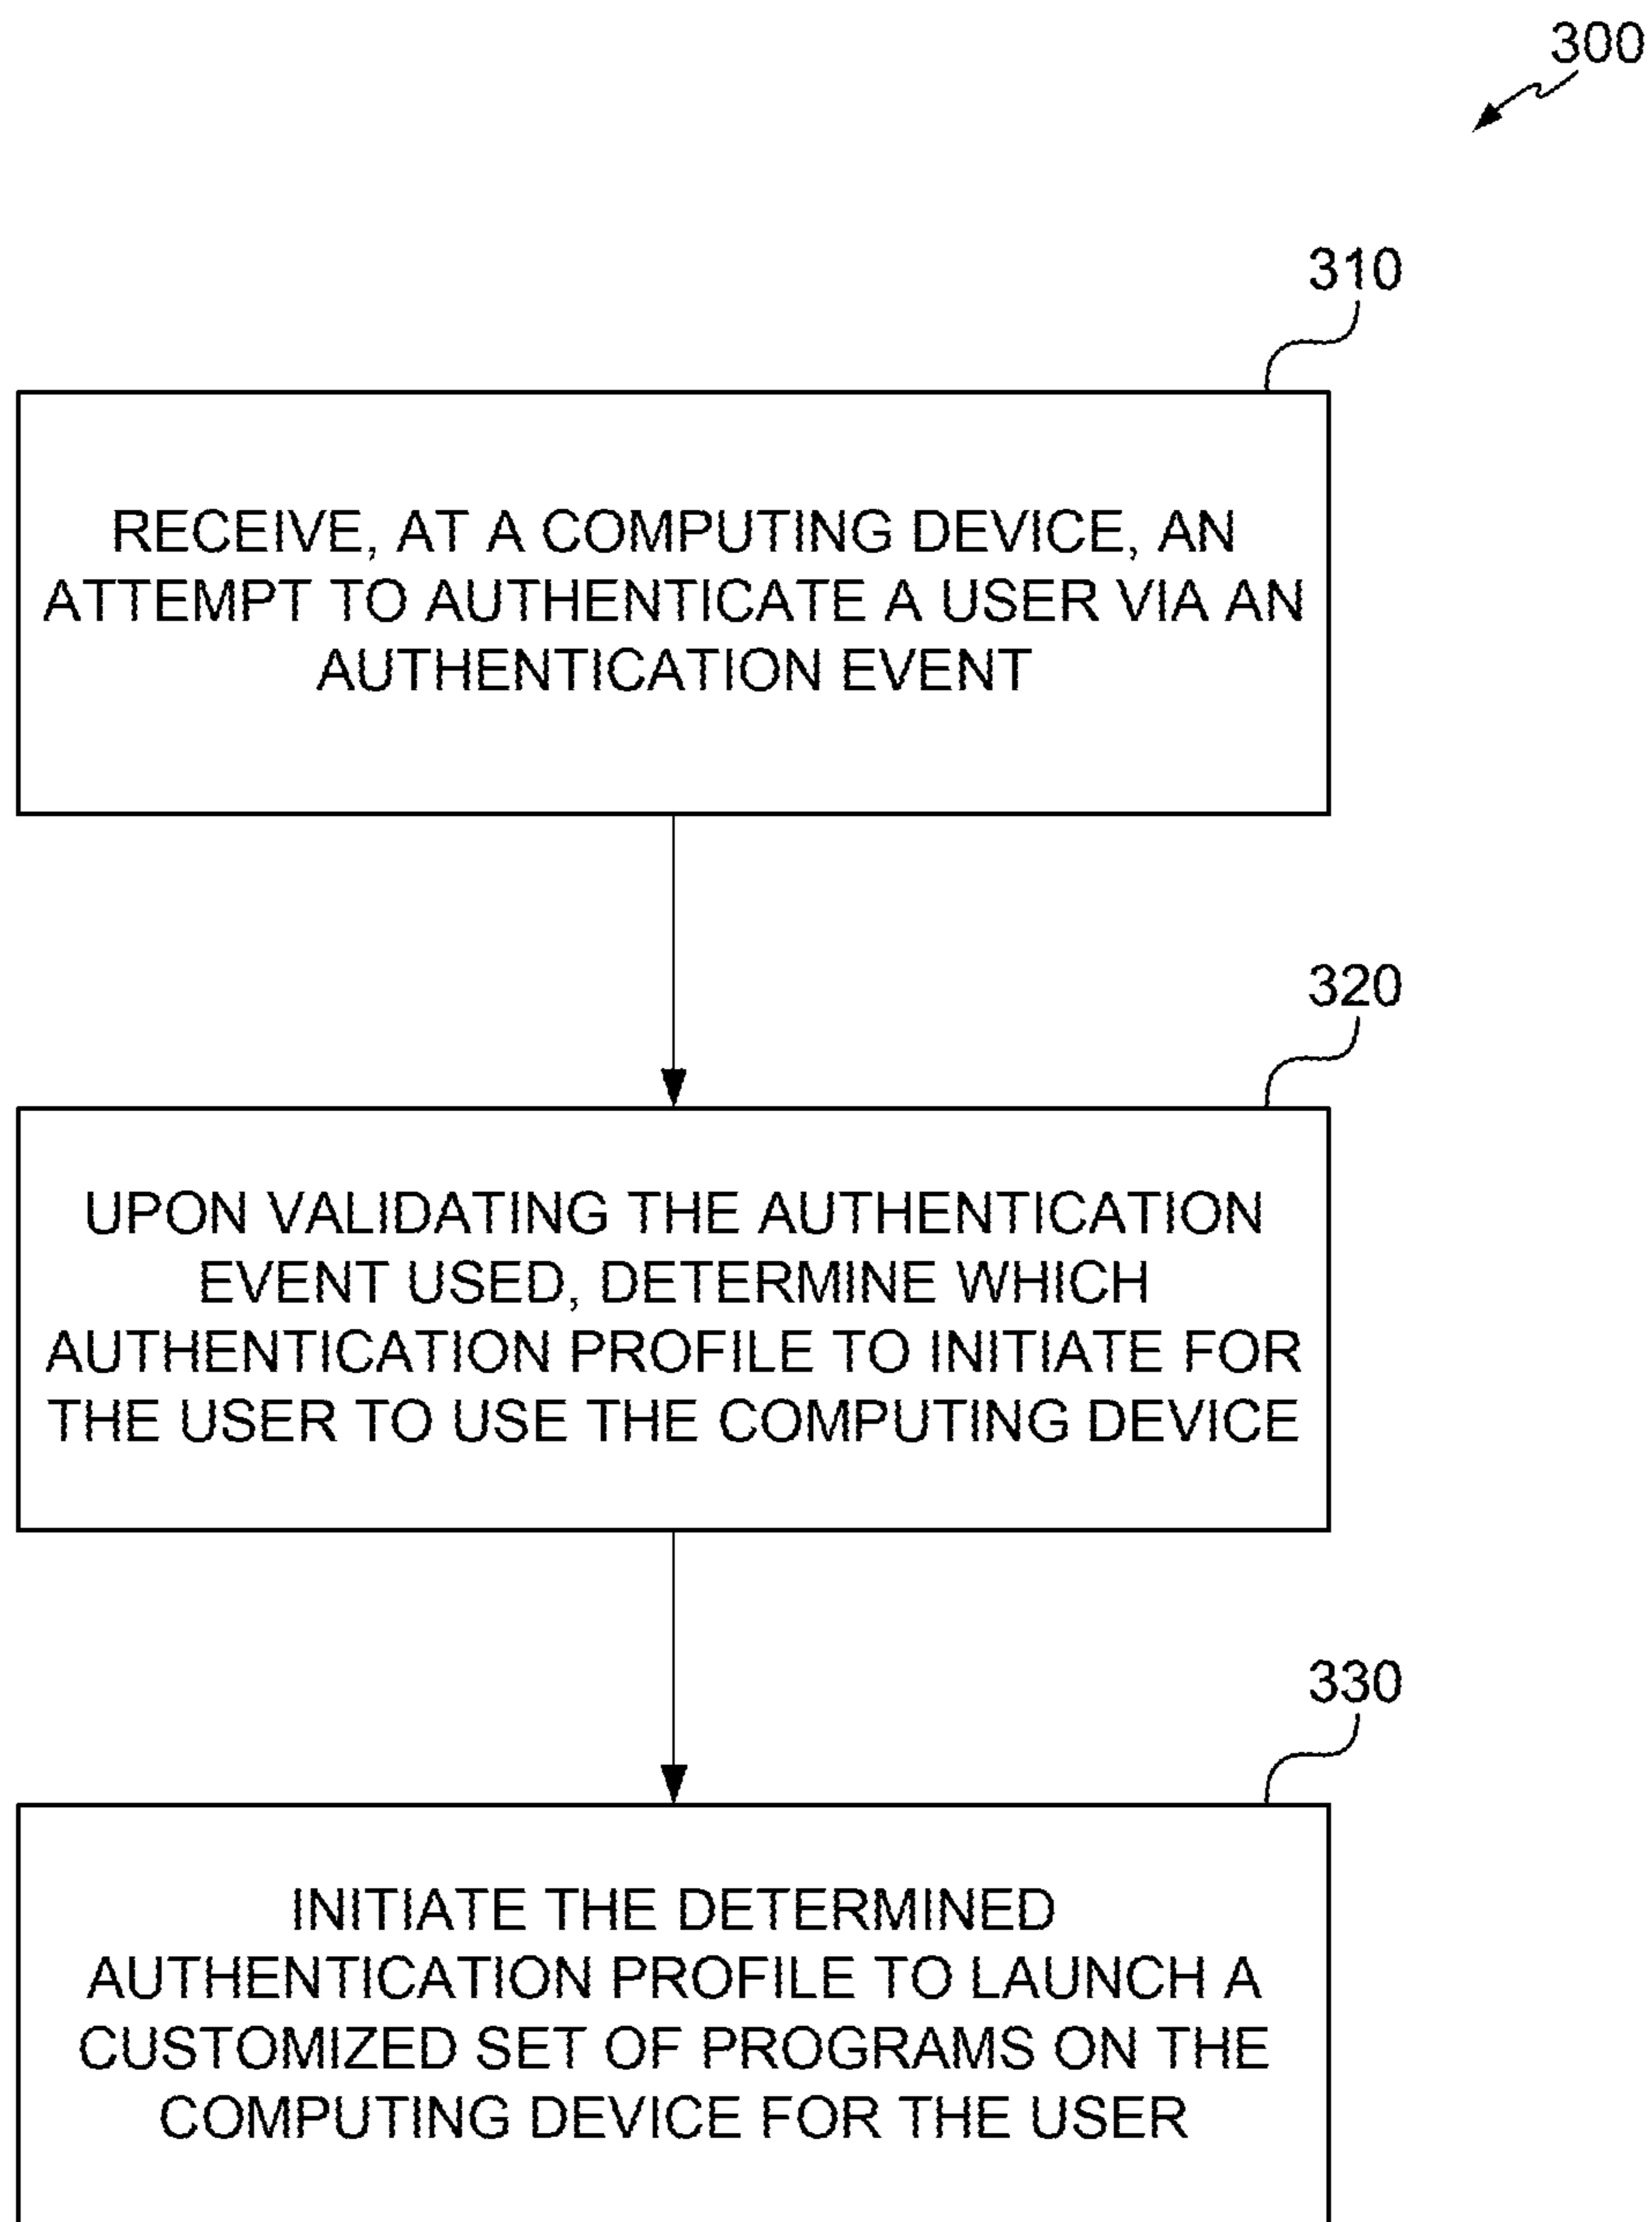 300
310
RECEIVE, AT A COMPUTING DEVICE, AN
ATTEMPT TO AUTHENTICATE A USER VIA AN
AUTHENTICATION EVENT
320
UPON VALIDATING THE AUTHENTICATION
EVENT USED, DETERMINE WHICH
AUTHENTICATION PROFILE TO INITIATE FOR
THE USER TO USE THE COMPUTING DEVICE
330
INITIATE THE DETERMINED
AUTHENTICATION PROFILE TO LAUNCH A
CUSTOMIZED SET OF PROGRAMS ON THE
COMPUTING DEVICE FOR THE USER